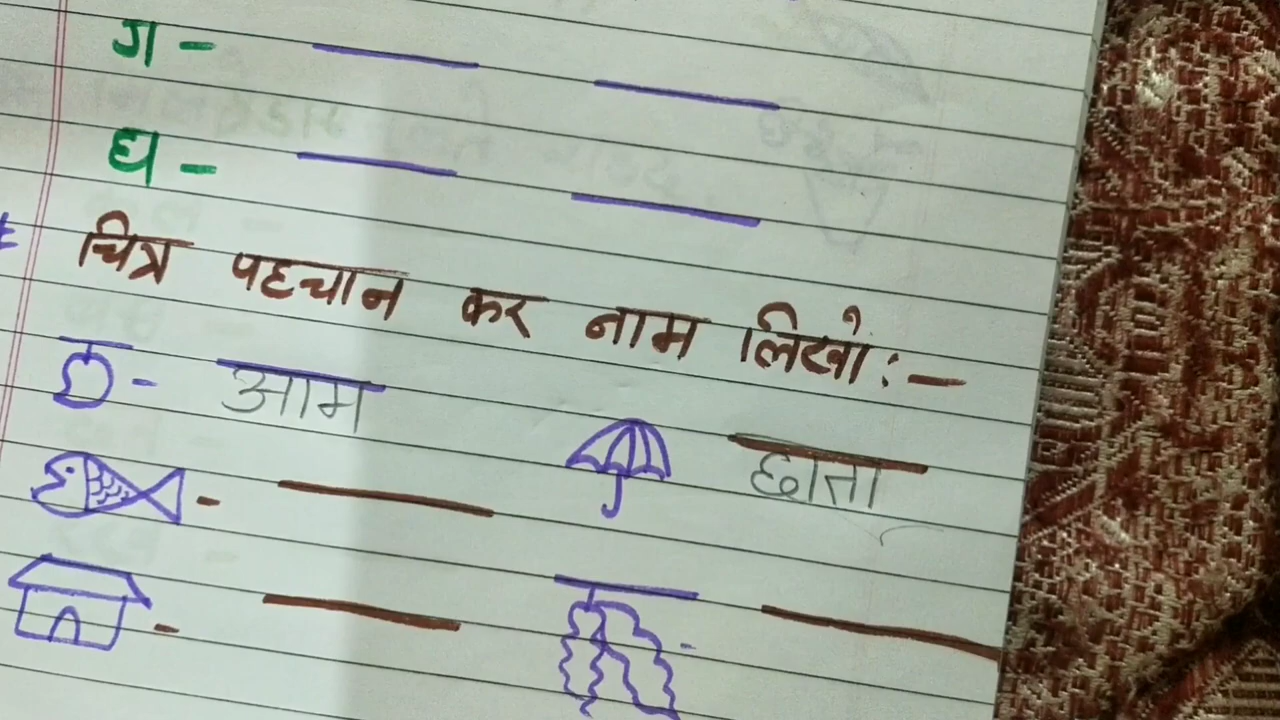 ग -
घ -
चित्र पहचान कर नाम लिखो :-
- आम
छाता
-
-
-